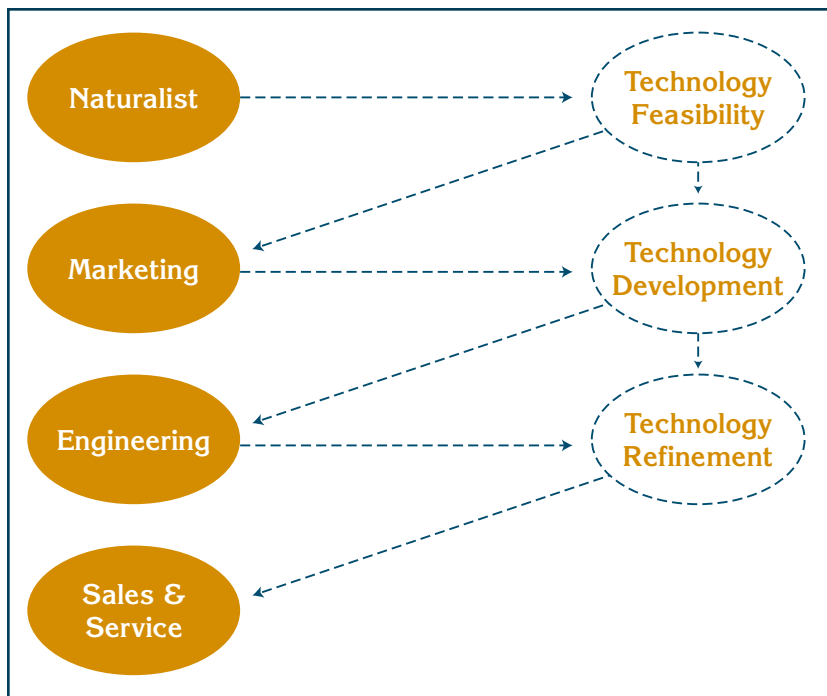 Naturalist
Technology
Feasibility
Marketing
Technology
Development
Engineering
Technology
Refinement
Sales &
Service